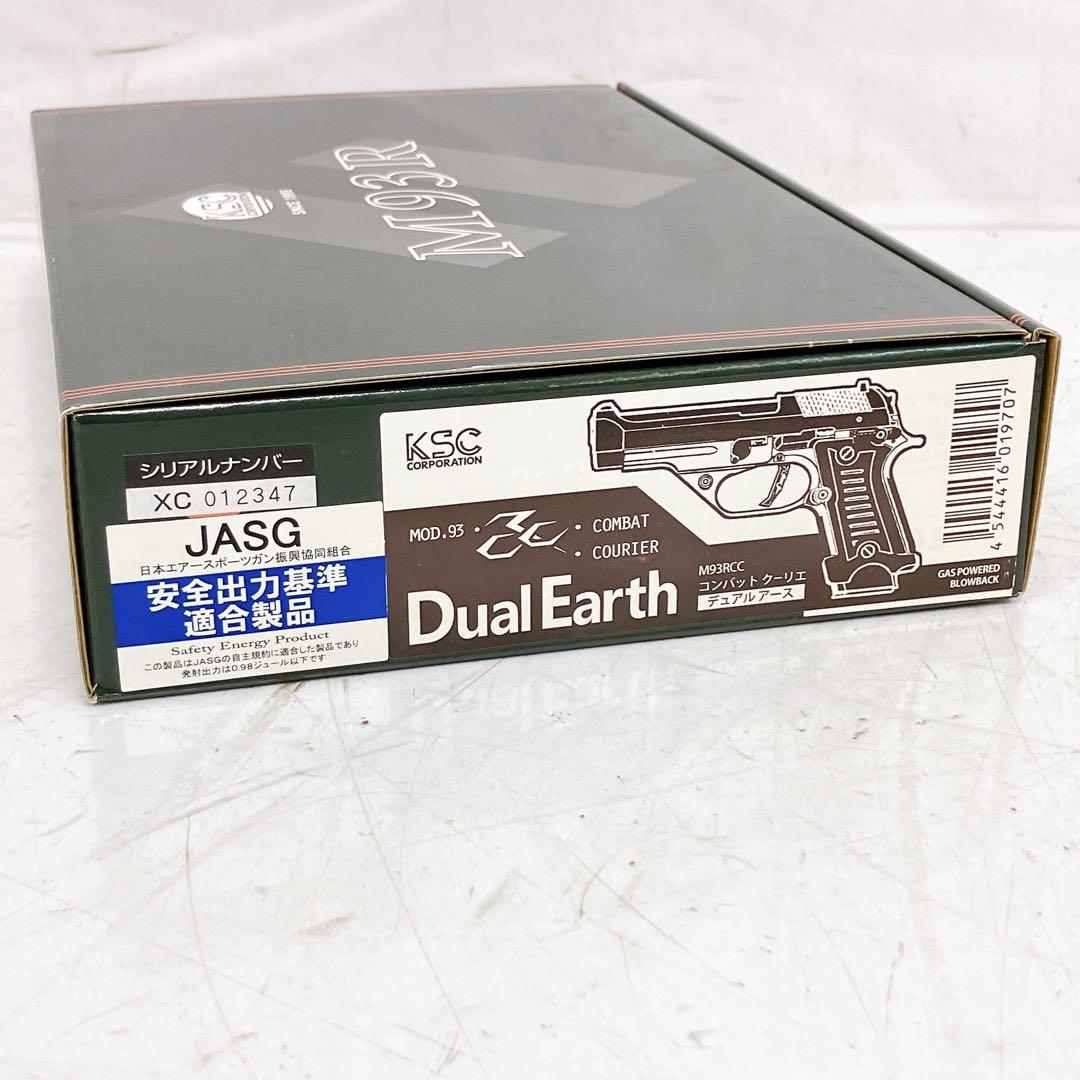 M93R
KSC
SINCE 1995
シリアルナンバー
XC 012347
JASG
日本エアースポーツガン振興協同組合
安全出力基準
適合製品
Safety Energy Product
この製品はJASGの自主規約に適合した製品であり
発射出力は0.98ジュール以下です
KSC
CORPORATION
MOD.93 · CC · COMBAT
· COURIER
Dual Earth
M93RCC
コンバット クーリエ
デュアル アース
GAS POWERED
BLOWBACK
4 544416 019707